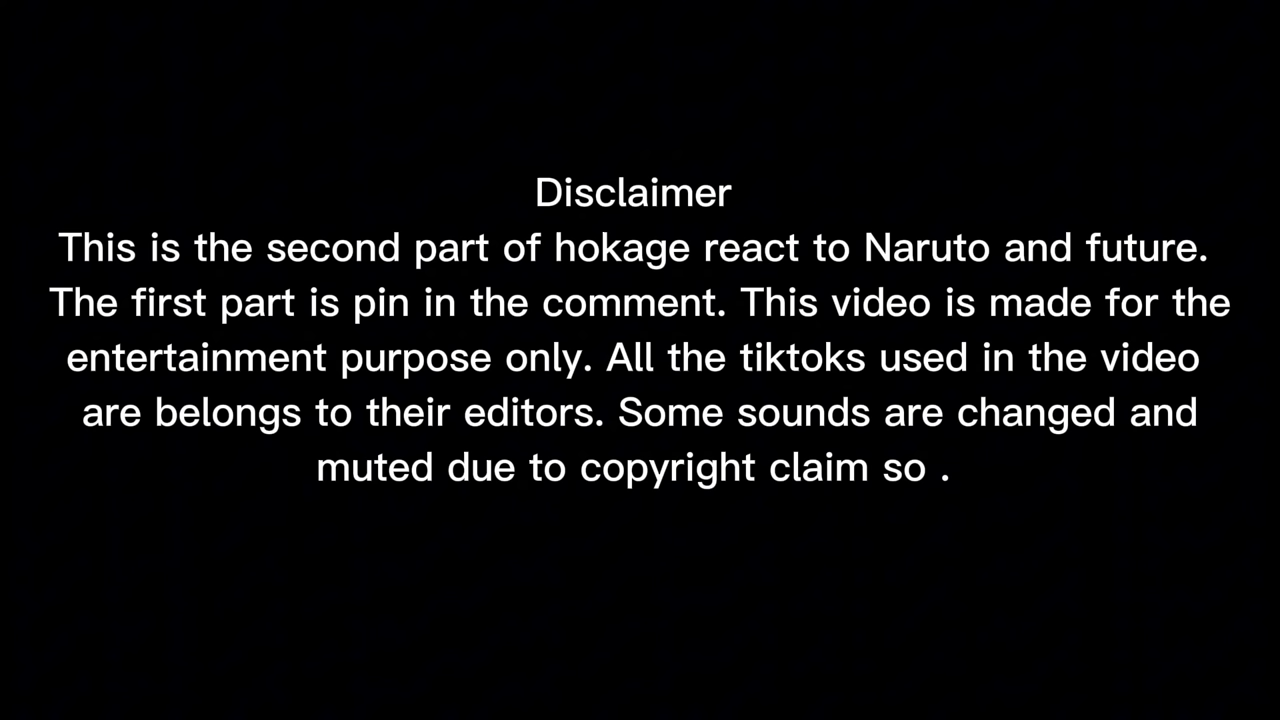 Disclaimer
This is the second part of hokage react to Naruto and future.
The first part is pin in the comment. This video is made for the
entertainment purpose only. All the tiktoks used in the video
are belongs to their editors. Some sounds are changed and
muted due to copyright claim so .